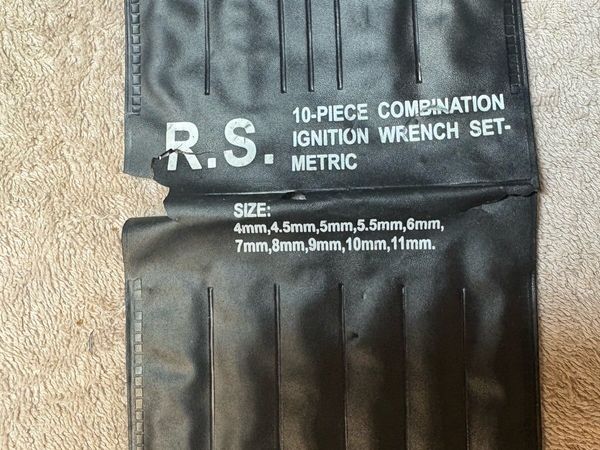 R.S.
10-PIECE COMBINATION
IGNITION WRENCH SET-
METRIC
SIZE:
4mm,4.5mm,5mm,5.5mm,6mm,
7mm,8mm,9mm,10mm,11mm.